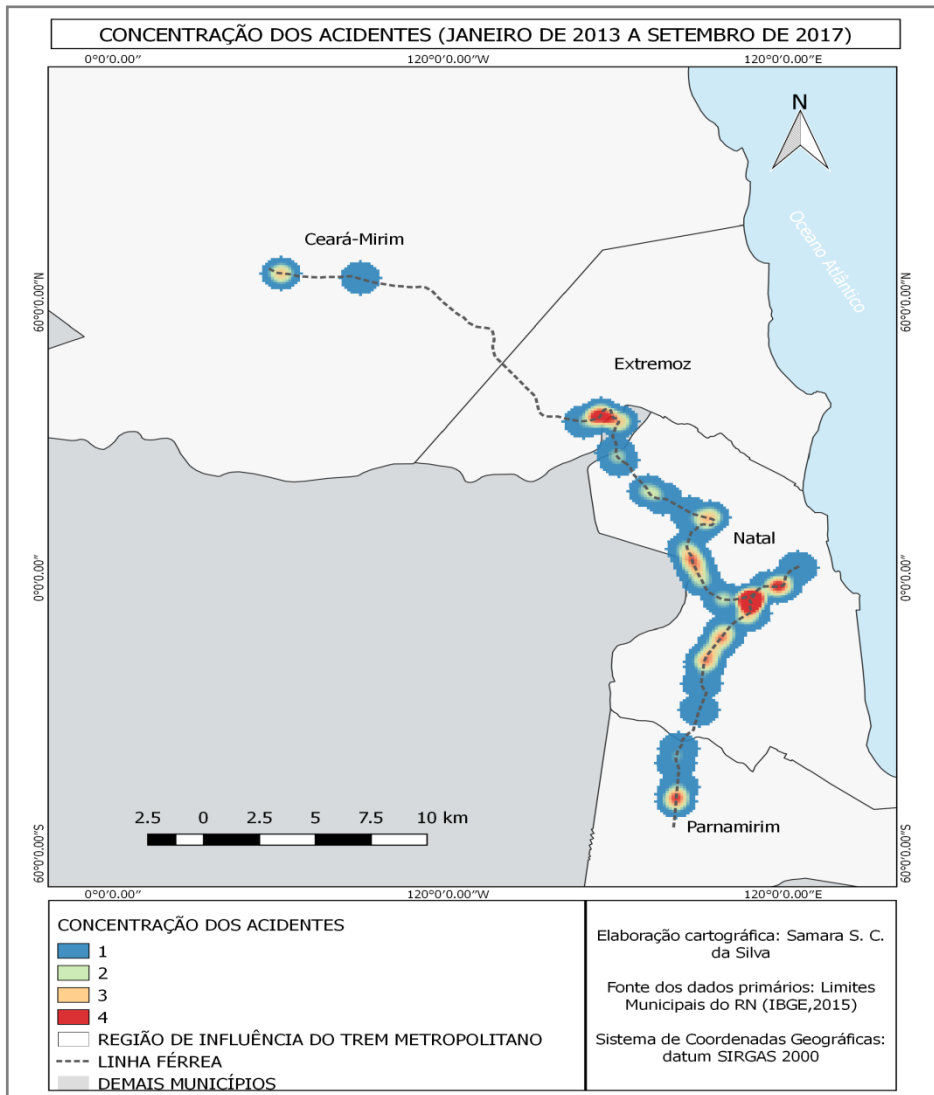 CONCENTRAÇÃO DOS ACIDENTES (JANEIRO DE 2013 A SETEMBRO DE 2017)
0°0'0.00" 120°0'0.00"W 120°0'0.00"E
N
Oceano Atlântico
Ceará-Mirim
60°0'0.00"N 60°0'0.00"N
Extremoz
Natal
0°0'0.00" 0°0'0.00"
2.5 0 2.5 5 7.5 10 km
Parnamirim
60°0'0.00"S 60°0'0.00"S
0°0'0.00" 120°0'0.00"W 120°0'0.00"E
CONCENTRAÇÃO DOS ACIDENTES
1
2
3
4
REGIÃO DE INFLUÊNCIA DO TREM METROPOLITANO
LINHA FÉRREA
DEMAIS MUNICÍPIOS
Elaboração cartográfica: Samara S. C.
da Silva
Fonte dos dados primários: Limites
Municipais do RN (IBGE,2015)
Sistema de Coordenadas Geográficas:
datum SIRGAS 2000